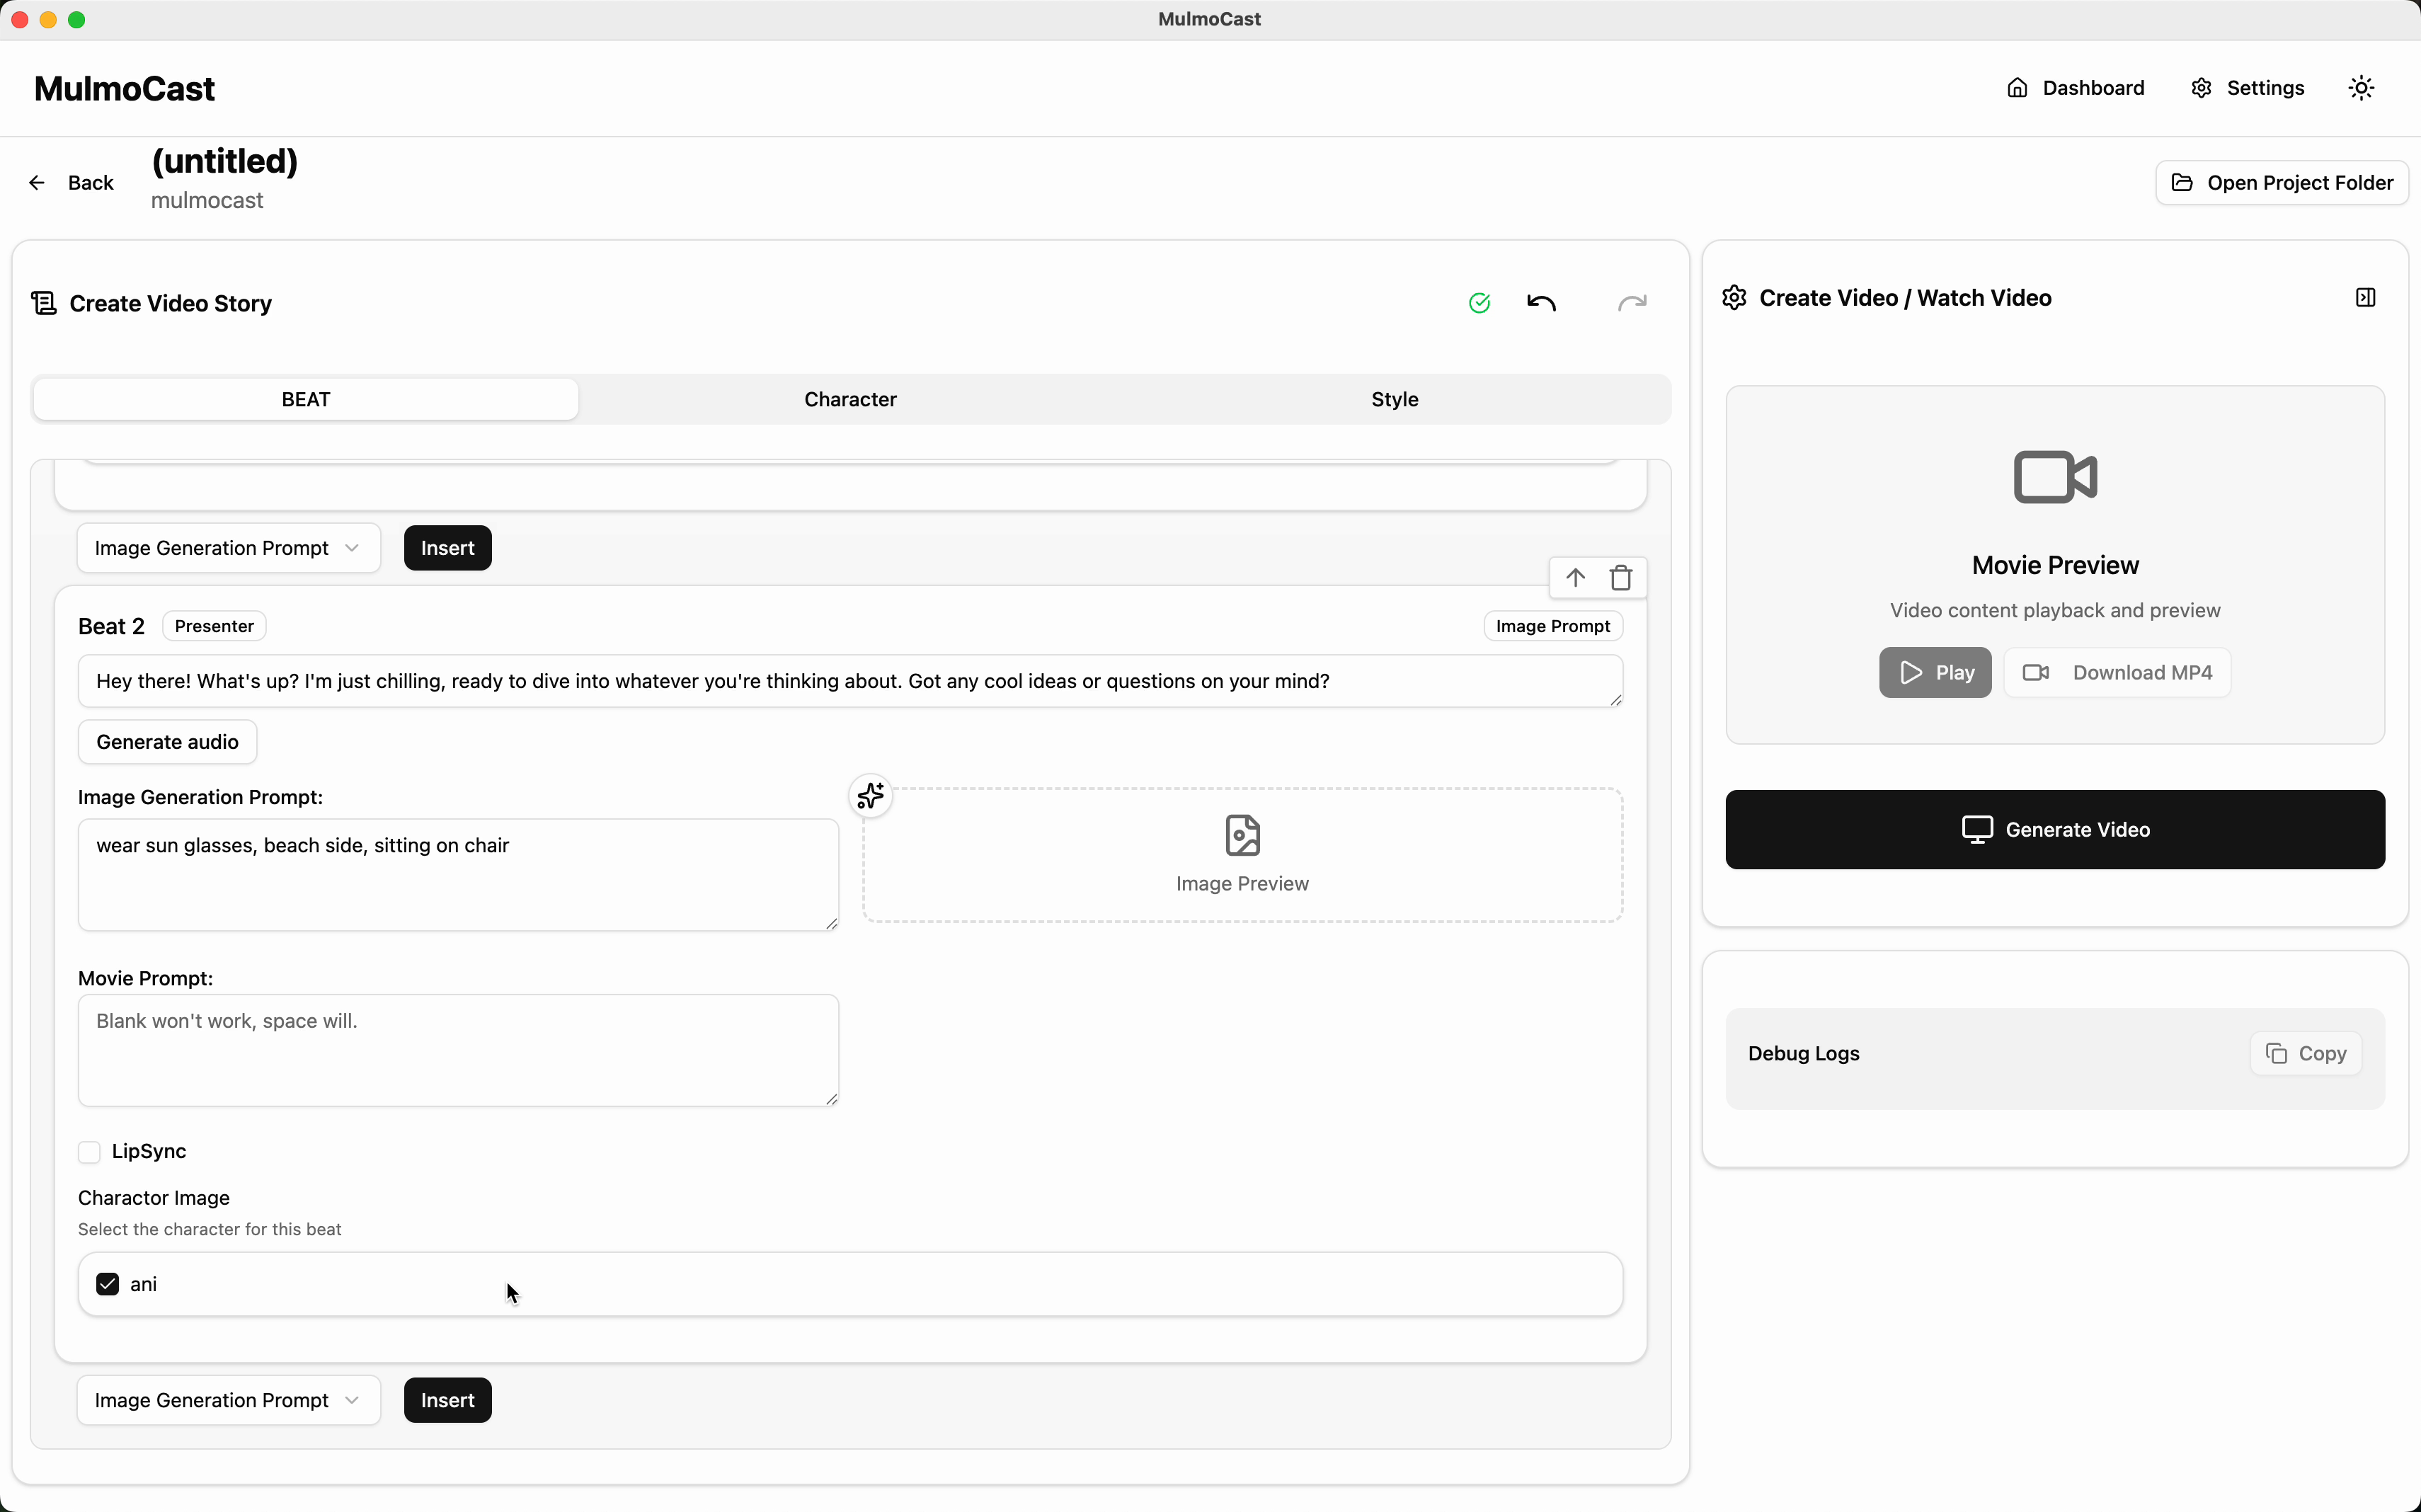 MulmoCast
MulmoCast
Dashboard
Settings
Back
(untitled)
mulmocast
Open Project Folder
Create Video Story
BEAT
Character
Style
Image Generation Prompt
Insert
Beat 2
Presenter
Image Prompt
Hey there! What's up? I'm just chilling, ready to dive into whatever you're thinking about. Got any cool ideas or questions on your mind?
Generate audio
Image Generation Prompt:
wear sun glasses, beach side, sitting on chair
Image Preview
Movie Prompt:
Blank won't work, space will.
LipSync
Charactor Image
Select the character for this beat
ani
Image Generation Prompt
Insert
Create Video / Watch Video
Movie Preview
Video content playback and preview
Play
Download MP4
Generate Video
Debug Logs
Copy